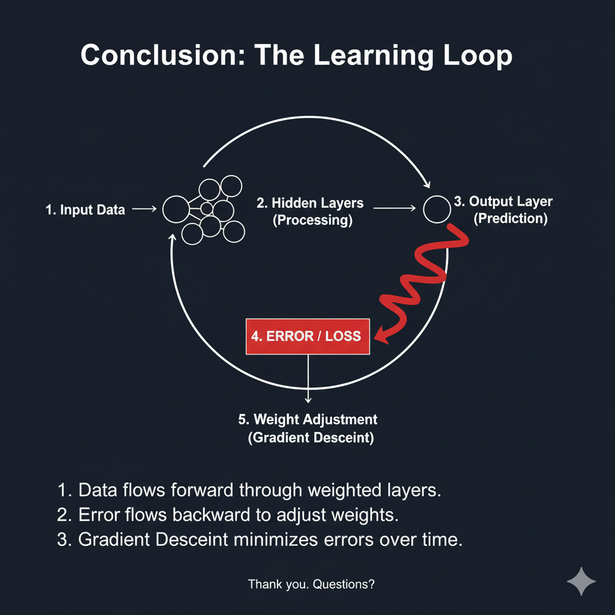 Conclusion: The Learning Loop
1. Input Data
2. Hidden Layers
(Processing)
3. Output Layer
(Prediction)
4. ERROR / LOSS
5. Weight Adjustment
(Gradient Desceint)
1. Data flows forward through weighted layers.
2. Error flows backward to adjust weights.
3. Gradient Desceint minimizes errors over time.
Thank you. Questions?